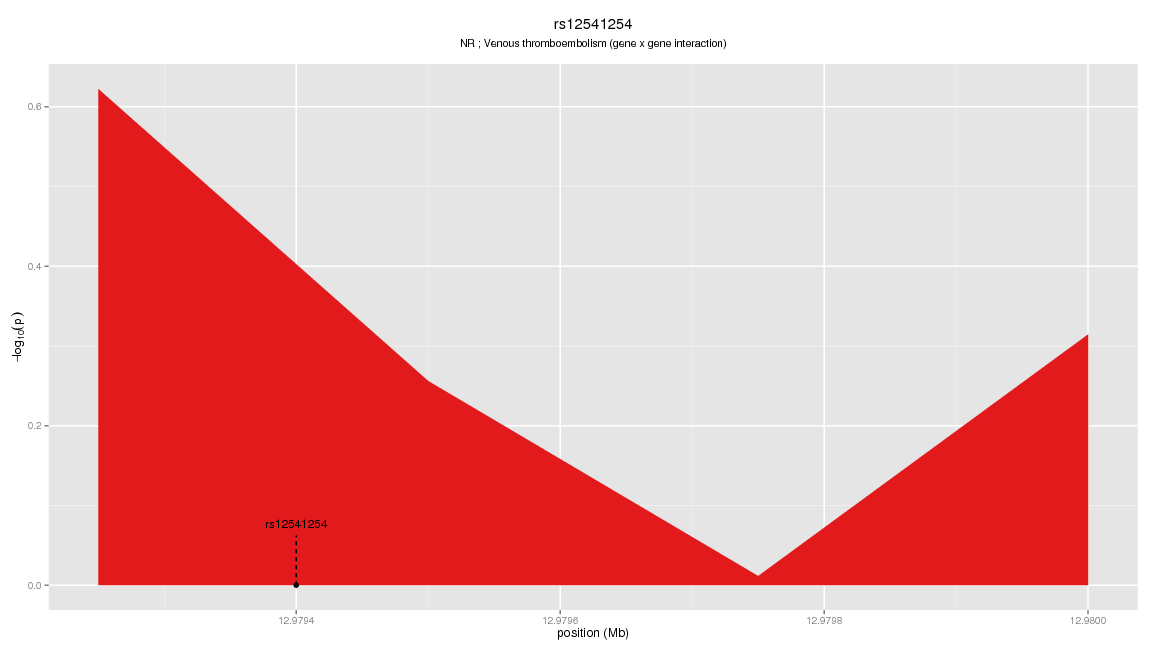 rs12541254
NR ; Venous thromboembolism (gene x gene interaction)
−log10(p)
0.6
0.4
0.2
0.0
rs12541254
12.9794
12.9796
12.9798
12.9800
position (Mb)